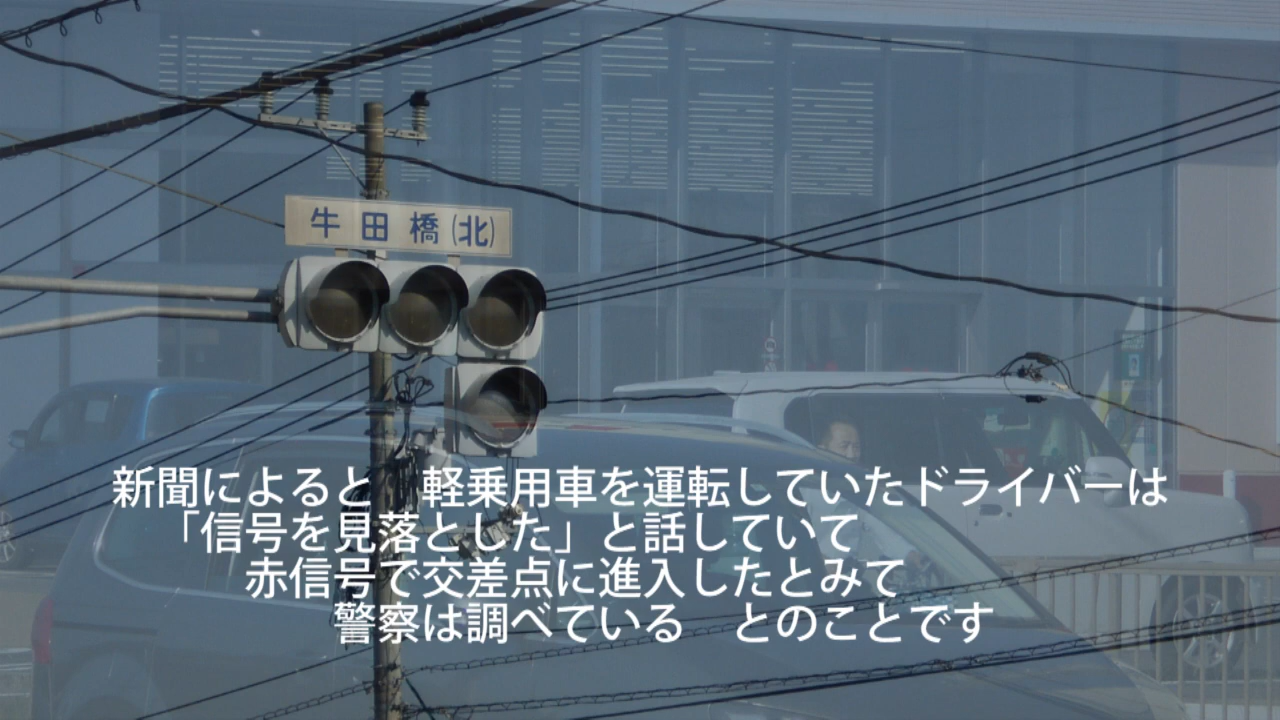 牛田橋(北)
新聞によると　軽乗用車を運転していたドライバーは
「信号を見落とした」と話していて
赤信号で交差点に進入したとみて
警察は調べている　とのことです